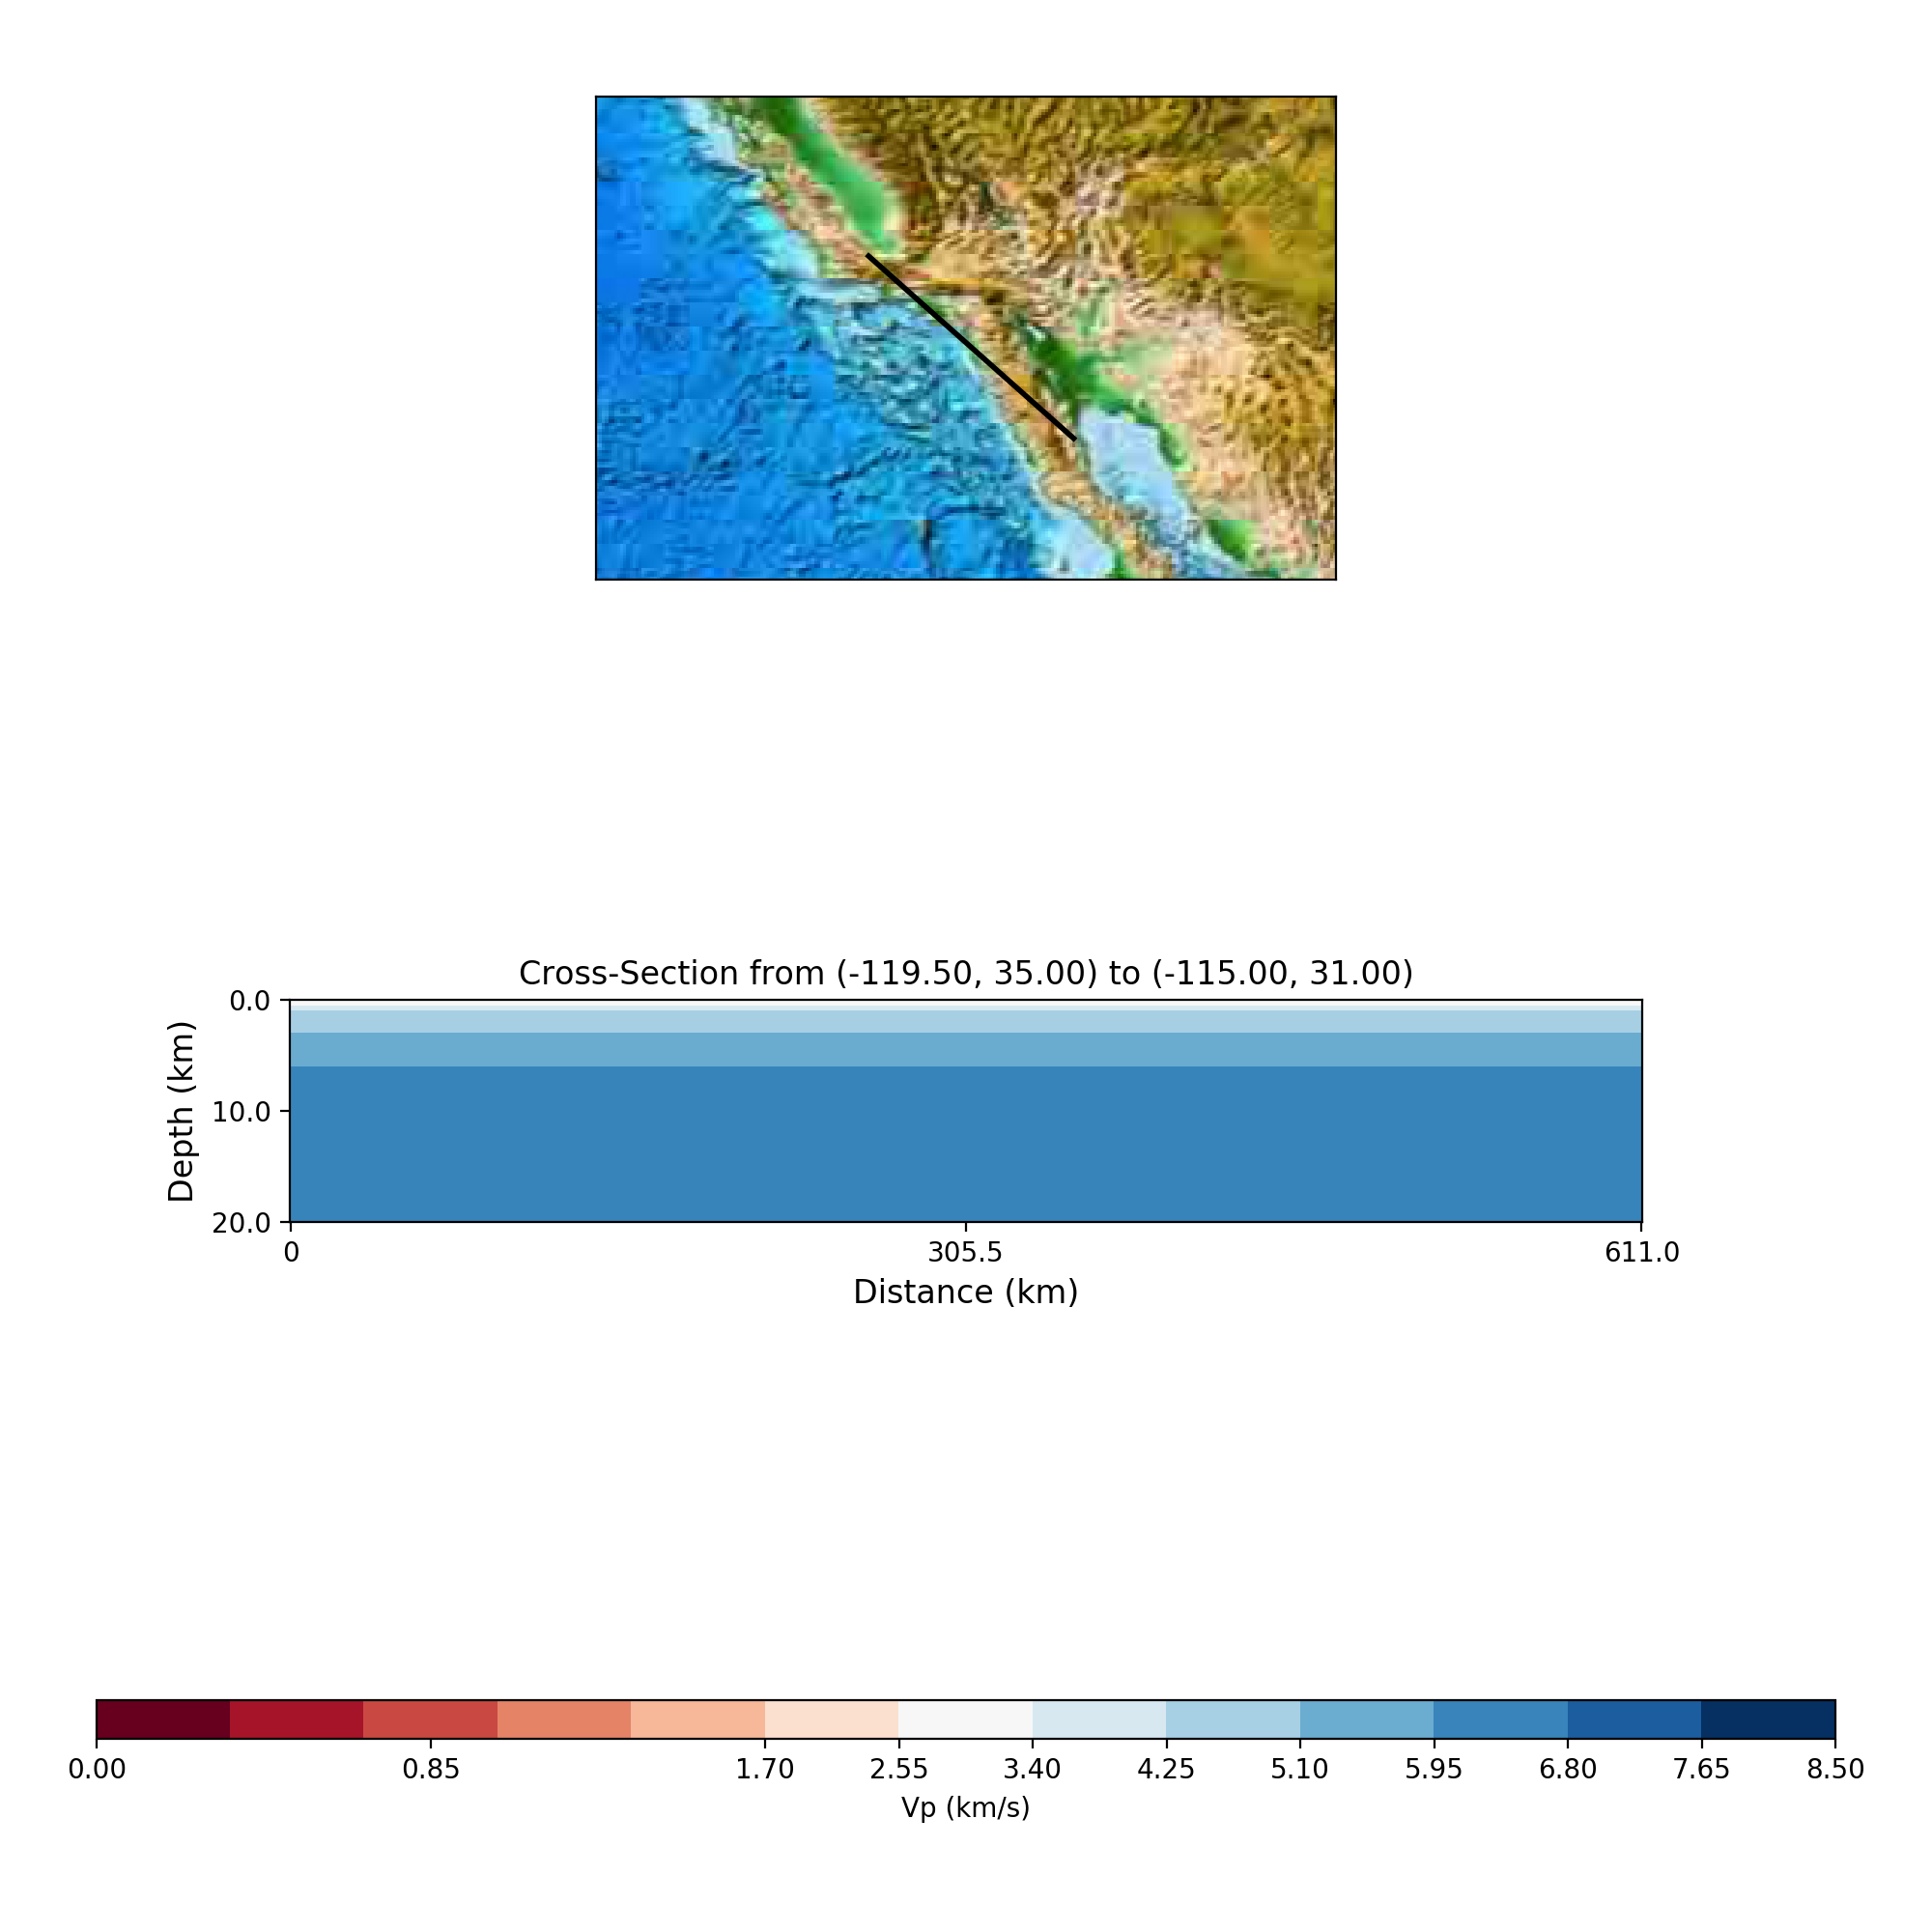 Cross-Section from (-119.50, 35.00) to (-115.00, 31.00)
0.0
10.0
20.0
Depth (km)
0 305.5 611.0
Distance (km)
0.00 0.85 1.70 2.55 3.40 4.25 5.10 5.95 6.80 7.65 8.50
Vp (km/s)